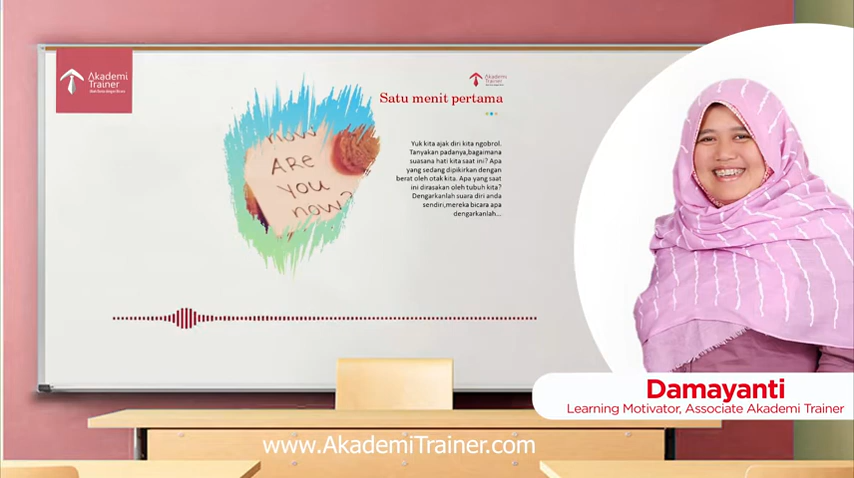 Akademi
Trainer
Akademi
Trainer
Satu menit pertama
how
ARe
You
now?
Yuk kita ajak diri kita ngobrol.
Tanyakan padanya,bagaimana
suasana hati kita saat ini? Apa
yang sedang dipikirkan dengan
berat oleh otak kita. Apa yang saat
ini dirasakan oleh tubuh kita?
Dengarkanlah suara diri anda
sendiri,mereka bicara apa
dengarkanlah...
Damayanti
Learning Motivator, Associate Akademi Trainer
www.AkademiTrainer.com